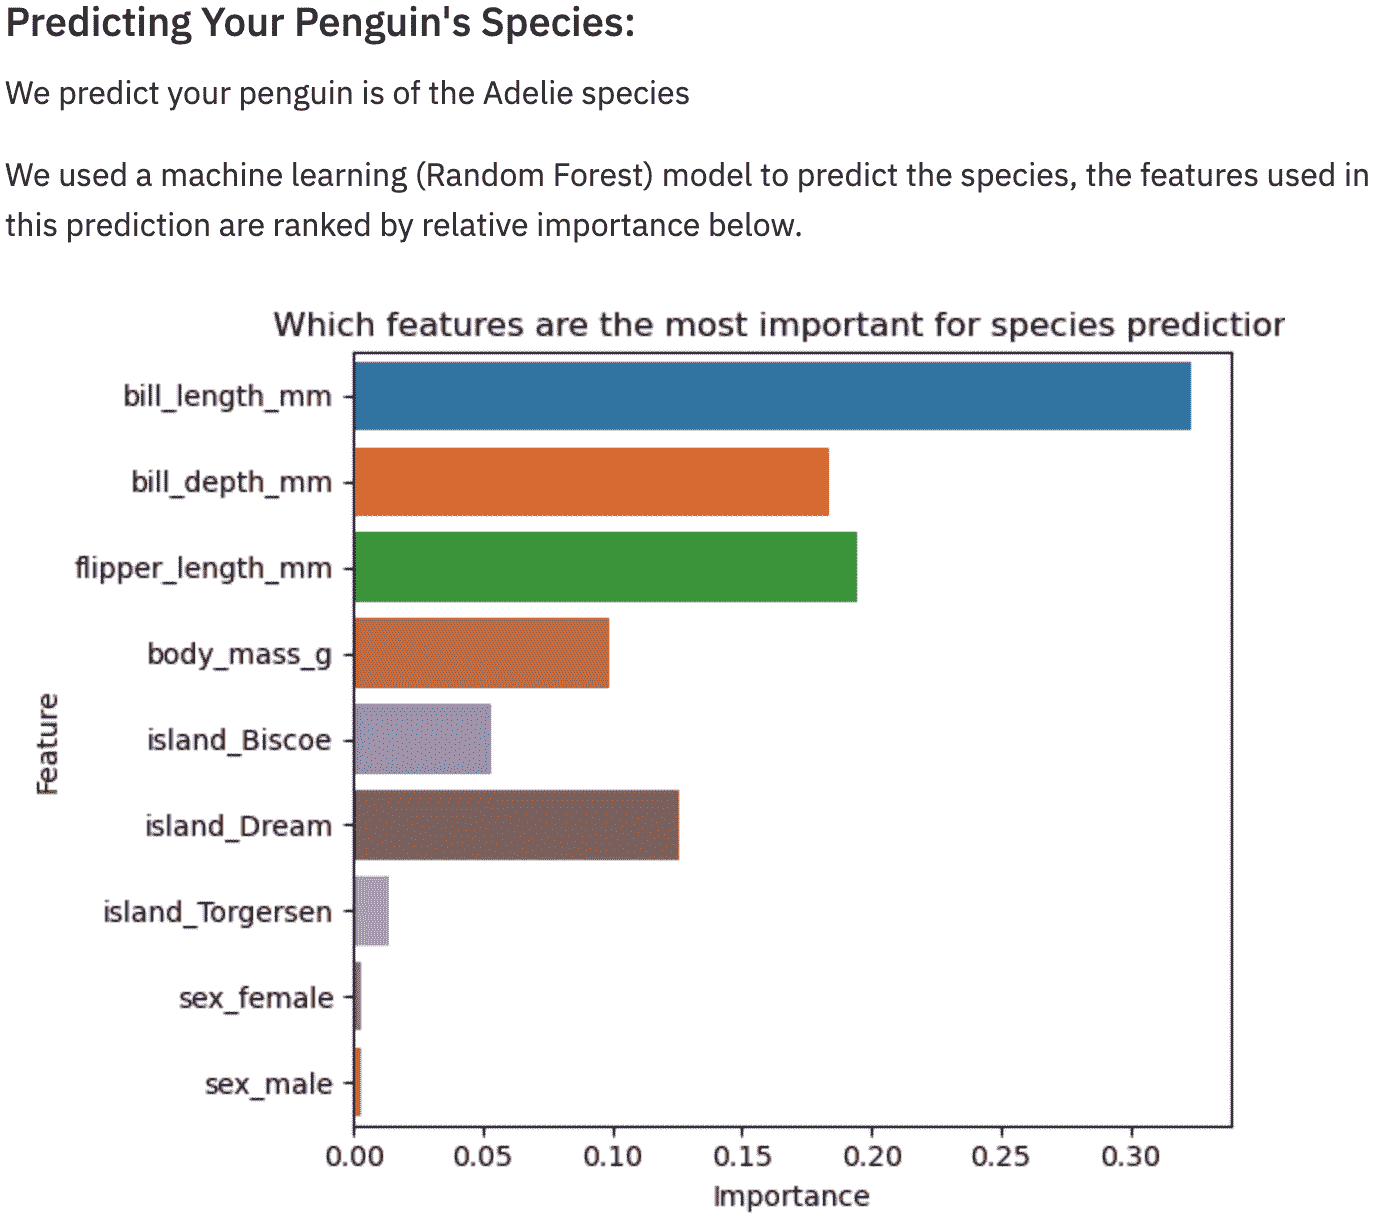 Predicting Your Penguin's Species:
We predict your penguin is of the Adelie species
We used a machine learning (Random Forest) model to predict the species, the features used in
this prediction are ranked by relative importance below.
Which features are the most important for species predictior
bill_length_mm
bill_depth_mm
flipper_length_mm
body_mass_g
island_Biscoe
island_Dream
island_Torgersen
sex_female
sex_male
Feature
0.00 0.05 0.10 0.15 0.20 0.25 0.30
Importance